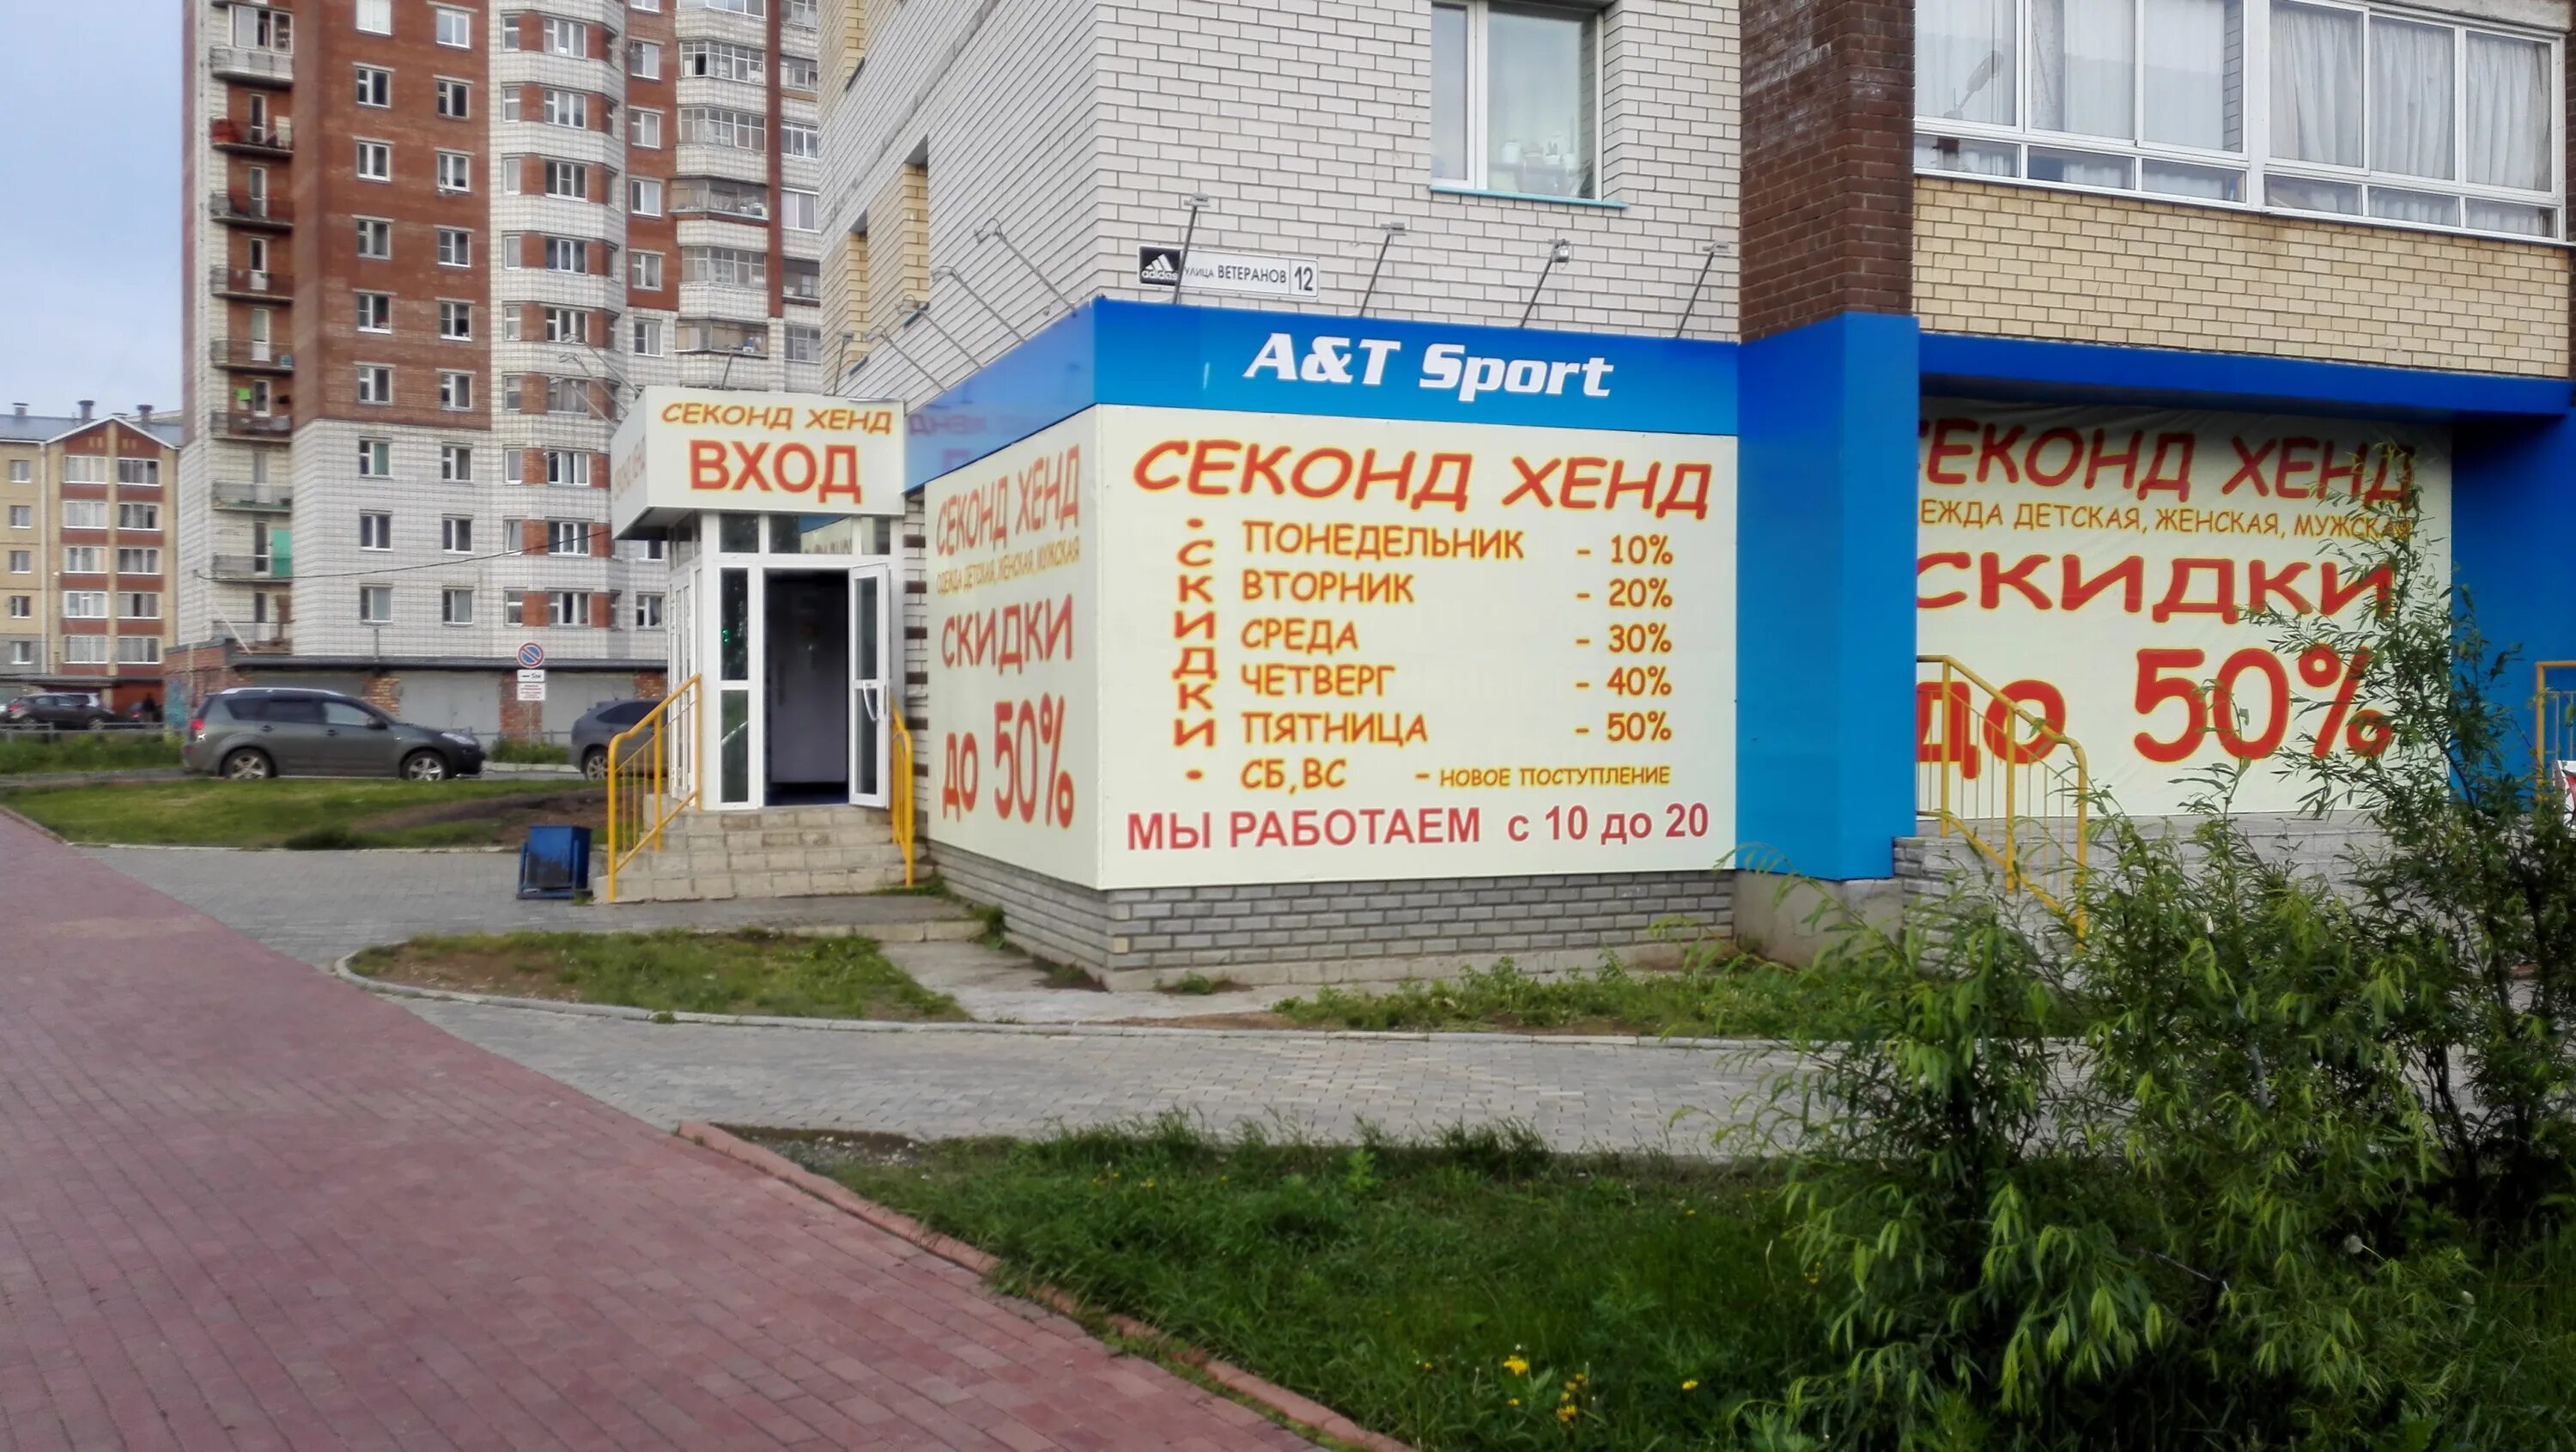 adidas
УЛИЦА ВЕТЕРАНОВ 12
A&T Sport
СЕКОНД ХЕНД
ВХОД
СЕКОНД ХЕНД
ОДЕЖДА ДЕТСКАЯ, ЖЕНСКАЯ, МУЖСКАЯ
СКИДКИ
ДО 50%
СЕКОНД ХЕНД
• СКИДКИ •
ПОНЕДЕЛЬНИК - 10%
ВТОРНИК - 20%
СРЕДА - 30%
ЧЕТВЕРГ - 40%
ПЯТНИЦА - 50%
СБ,ВС - НОВОЕ ПОСТУПЛЕНИЕ
МЫ РАБОТАЕМ с 10 до 20
СЕКОНД ХЕНД
ЕЖДА ДЕТСКАЯ, ЖЕНСКАЯ, МУЖСКАЯ
СКИДКИ
ДО 50%